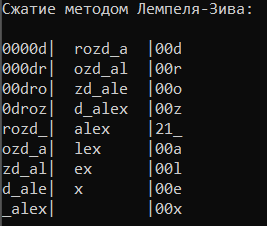 Сжатие методом Лемпеля-Зива:
0000d|  rozd_a  |00d
000dr|  ozd_al  |00r
00dro|  zd_ale  |00o
0droz|  d_alex  |00z
rozd_|  alex    |21_
ozd_a|  lex     |00a
zd_al|  ex      |00l
d_ale|  x       |00e
_alex|          |00x